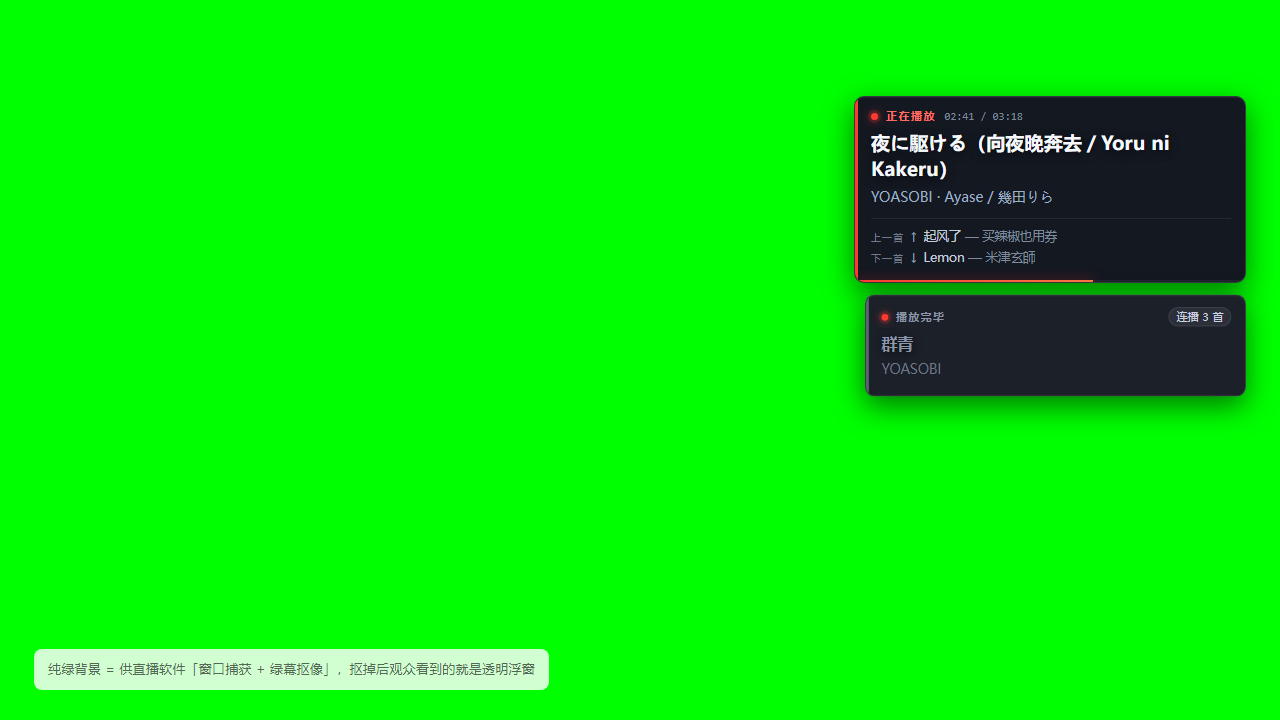 正在播放 02:41 / 03:18
夜に駆ける（向夜晚奔去 / Yoru ni
Kakeru）
YOASOBI · Ayase / 幾田りら
上一首 ↑ 起风了 — 买辣椒也用券
下一首 ↓ Lemon — 米津玄師
播放完毕 连播 3 首
群青
YOASOBI
纯绿背景 = 供直播软件「窗口捕获 + 绿幕抠像」，抠掉后观众看到的就是透明浮窗